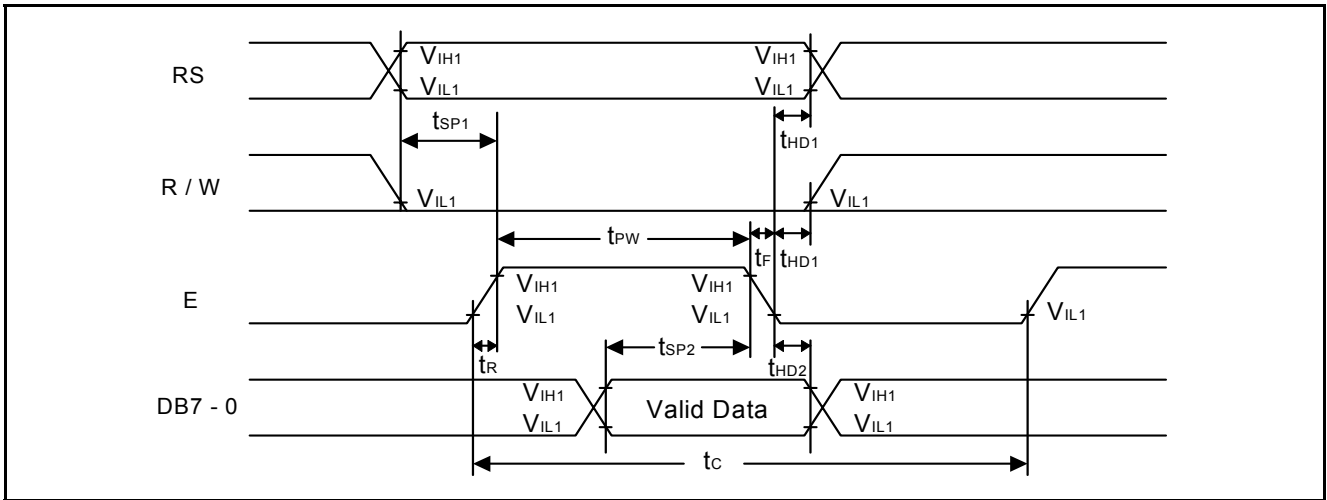 RS
VIH1
VIH1
VIL1
VIL1
tSP1
tHD1
R / W
VIL1
VIL1
tPW
tF
tHD1
E
VIH1
VIH1
VIL1
VIL1
VIL1
tR
tSP2
tHD2
DB7 - 0
VIH1
Valid Data
VIH1
VIL1
VIL1
tC